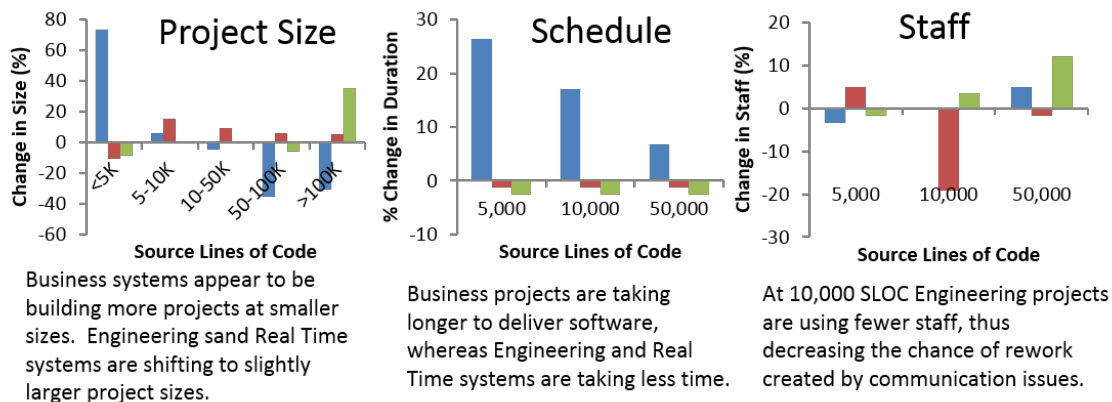 Project Size
Change in Size (%)
80
60
40
20
0
-20
-40
-60
<5K
5-10K
10-50K
50-100K
>100K
Source Lines of Code
Business systems appear to be
building more projects at smaller
sizes.  Engineering sand Real Time
systems are shifting to slightly
larger project sizes.
Schedule
% Change in Duration
30
20
10
0
-10
5,000
10,000
50,000
Source Lines of Code
Business projects are taking
longer to deliver software,
whereas Engineering and Real
Time systems are taking less time.
Staff
Change in Staff (%)
20
10
0
-10
-20
-30
5,000
10,000
50,000
Source Lines of Code
At 10,000 SLOC Engineering projects
are using fewer staff, thus
decreasing the chance of rework
created by communication issues.